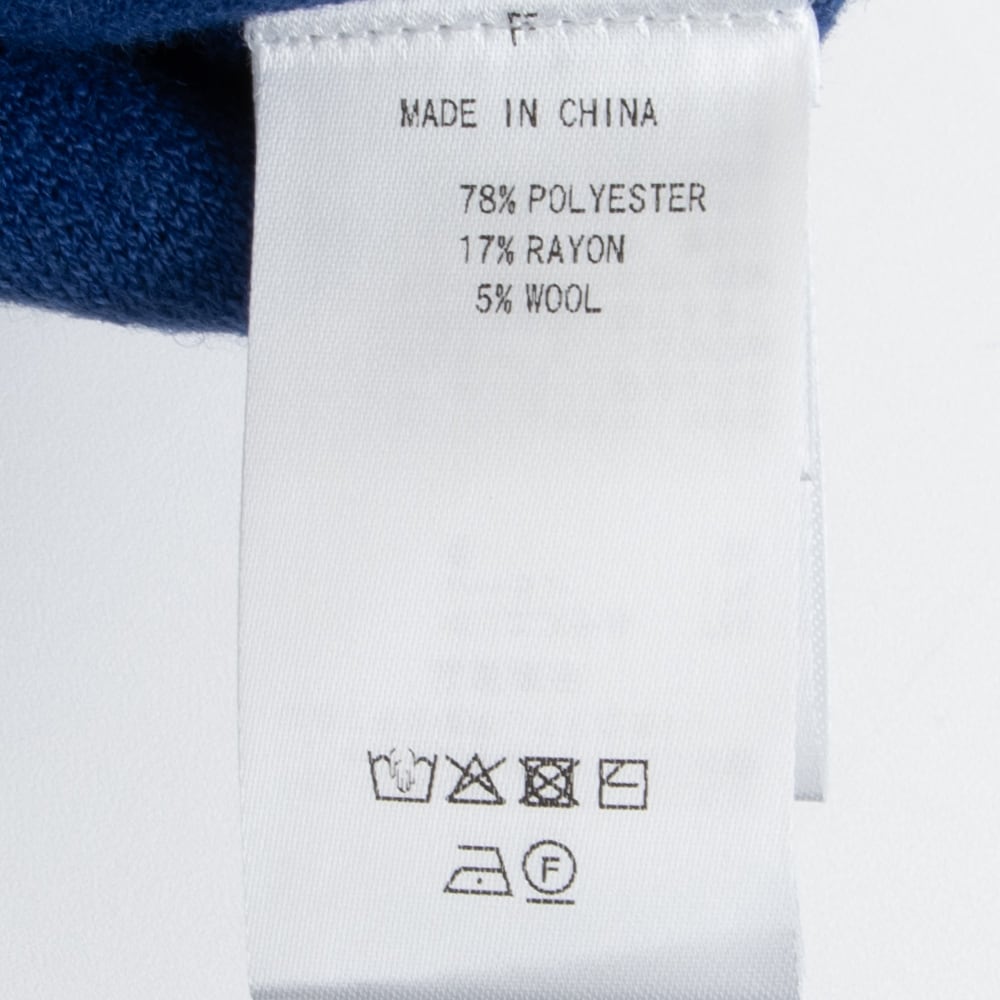 MADE IN CHINA
78% POLYESTER
17% RAYON
5% WOOL
F